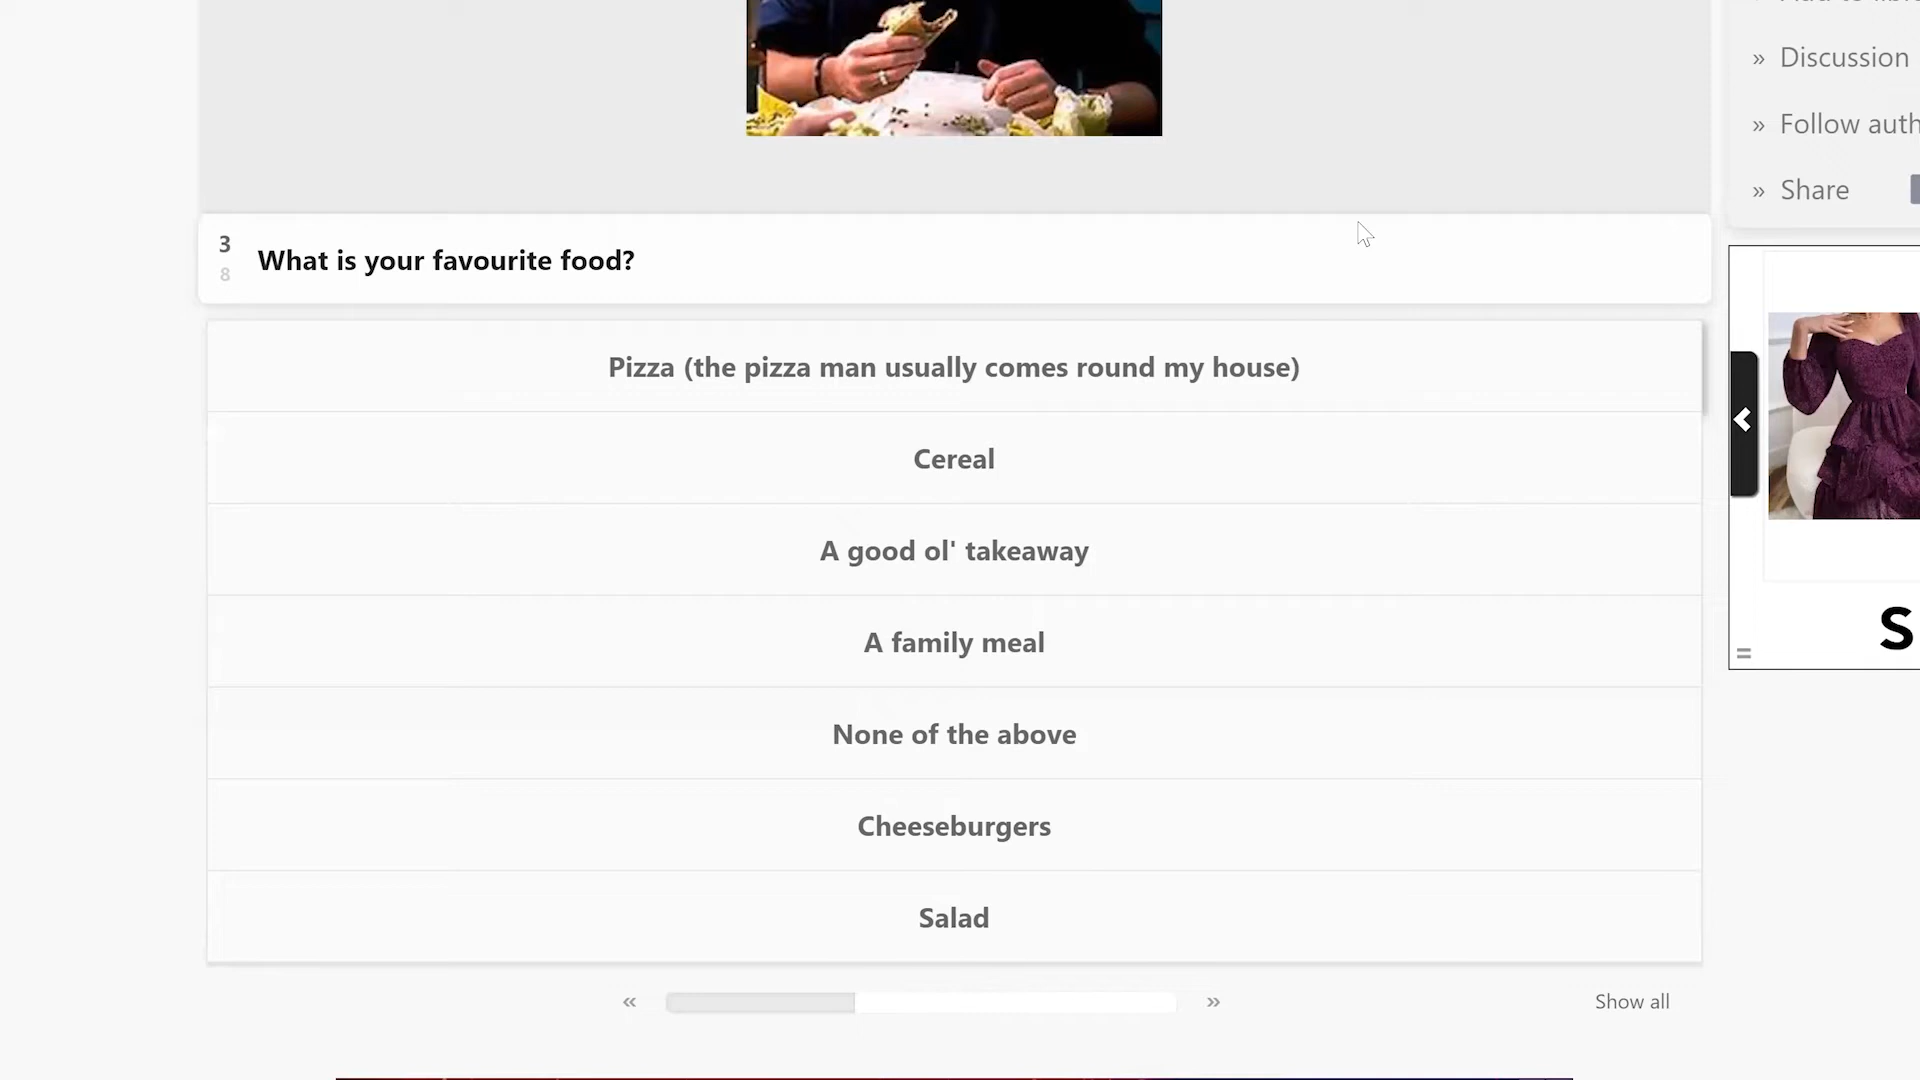 » Discussion
» Follow auth
» Share
3
8
What is your favourite food?
Pizza (the pizza man usually comes round my house)
Cereal
A good ol' takeaway
A family meal
None of the above
Cheeseburgers
Salad
S
«
»
Show all